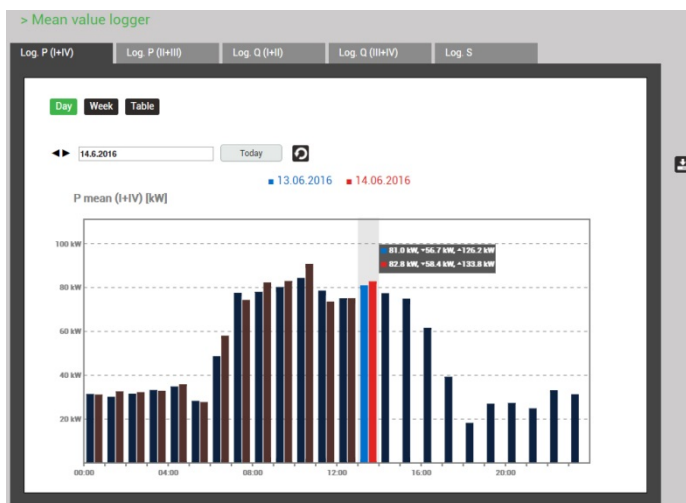 > Mean value logger
Log. P (I+IV) Log. P (II+III) Log. Q (I+II) Log. Q (III+IV) Log. S
Day Week Table
14.6.2016 Today
13.06.2016 14.06.2016
P mean (I+IV) [kW]
100 kW
81.0 kW, 56.7 kW, 126.2 kW
82.8 kW, 58.4 kW, 133.8 kW
80 kW
60 kW
40 kW
20 kW
00:00 04:00 08:00 12:00 16:00 20:00